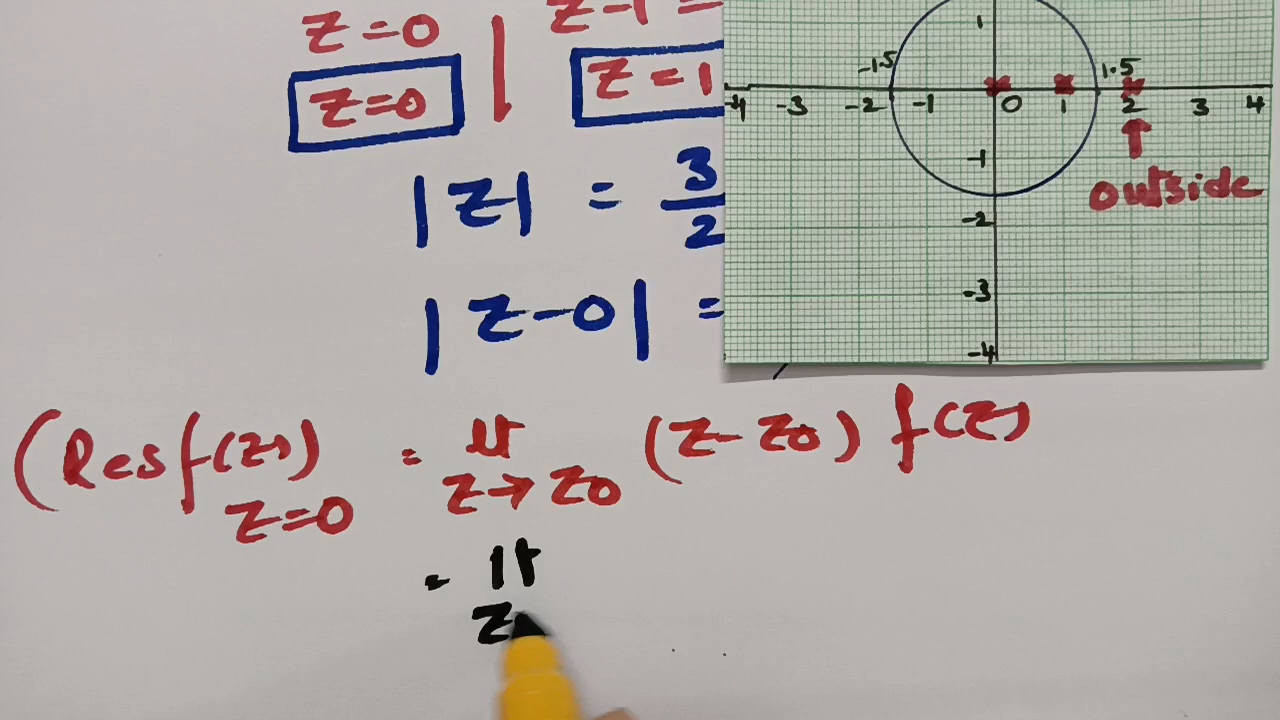 z=0 | z-1=
z=0 z=1
|z| = 3/2
|z-0| =
1
-1.5 1.5
-4 -3 -2 -1 0 1 2 3 4
-1
outside
-2
-3
-4
(Res f(z) = lt (z-z0) f(z)
z=0 z→z0
= lt
z